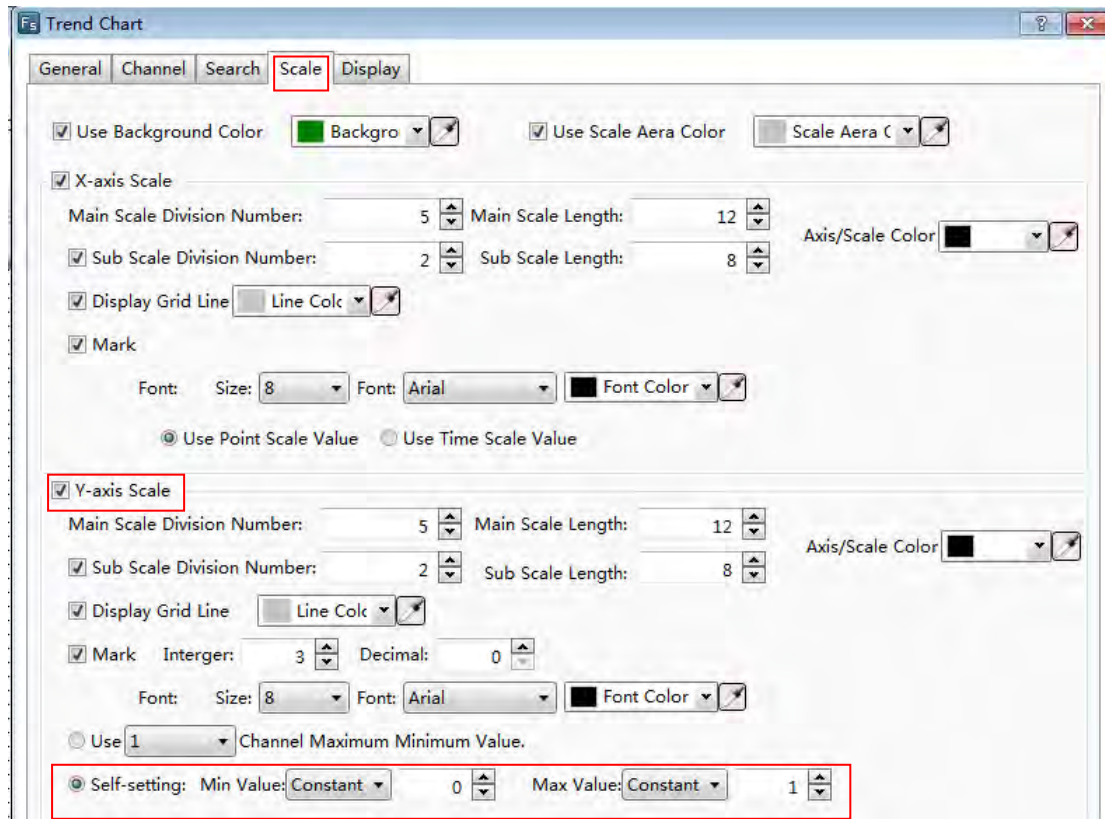 Fs Trend Chart ?
General Channel Search Scale Display
Use Background Color Backgro Use Scale Aera Color Scale Aera C
X-axis Scale
Main Scale Division Number: 5 Main Scale Length: 12
Axis/Scale Color
Sub Scale Division Number: 2 Sub Scale Length: 8
Display Grid Line Line Colc
Mark
Font: Size: 8 Font: Arial Font Color
Use Point Scale Value Use Time Scale Value
Y-axis Scale
Main Scale Division Number: 5 Main Scale Length: 12
Axis/Scale Color
Sub Scale Division Number: 2 Sub Scale Length: 8
Display Grid Line Line Colc
Mark Interger: 3 Decimal: 0
Font: Size: 8 Font: Arial Font Color
Use 1 Channel Maximum Minimum Value.
Self-setting: Min Value: Constant 0 Max Value: Constant 1